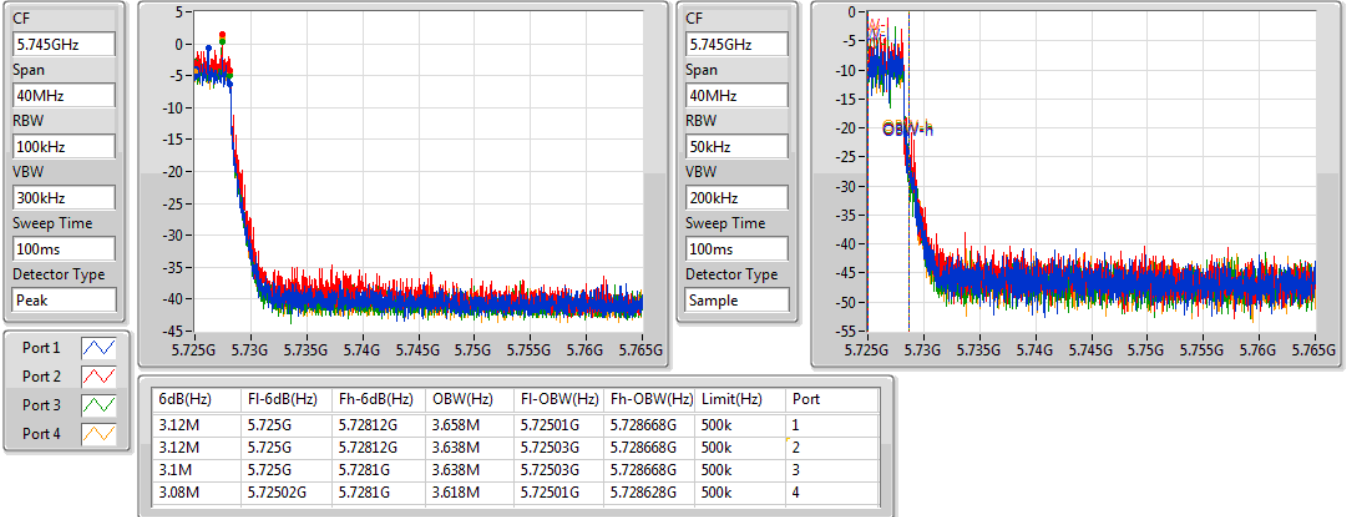 CF
5.745GHz
Span
40MHz
RBW
100kHz
VBW
300kHz
Sweep Time
100ms
Detector Type
Peak
5
0
-5
-10
-15
-20
-25
-30
-35
-40
-45
5.725G 5.73G 5.735G 5.74G 5.745G 5.75G 5.755G 5.76G 5.765G
CF
5.745GHz
Span
40MHz
RBW
50kHz
VBW
200kHz
Sweep Time
100ms
Detector Type
Sample
0
-5
-10
-15
-20
-25
-30
-35
-40
-45
-50
-55
OBW-h
5.725G 5.73G 5.735G 5.74G 5.745G 5.75G 5.755G 5.76G 5.765G
Port 1
Port 2
Port 3
Port 4
6dB(Hz) Fl-6dB(Hz) Fh-6dB(Hz) OBW(Hz) Fl-OBW(Hz) Fh-OBW(Hz) Limit(Hz) Port
3.12M 5.725G 5.72812G 3.658M 5.72501G 5.728668G 500k 1
3.12M 5.725G 5.72812G 3.638M 5.72503G 5.728668G 500k 2
3.1M 5.725G 5.7281G 3.638M 5.72503G 5.728668G 500k 3
3.08M 5.72502G 5.7281G 3.618M 5.72501G 5.728628G 500k 4